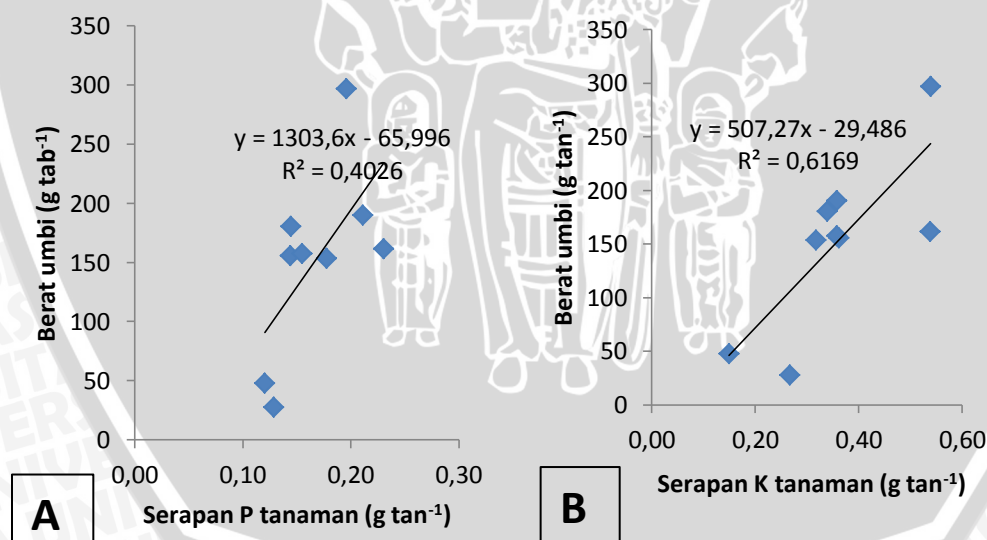 350
300
250
200
150
100
50
0
Berat umbi (g tab-1)
y = 1303,6x - 65,996
R² = 0,4026
0,00 0,10 0,20 0,30
Serapan P tanaman (g tan-1)
A
350
300
250
200
150
100
50
0
Berat umbi (g tan-1)
y = 507,27x - 29,486
R² = 0,6169
0,00 0,20 0,40 0,60
Serapan K tanaman (g tan-1)
B